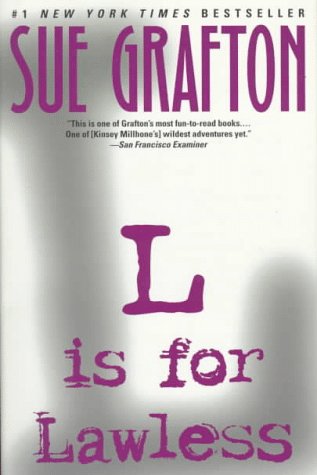 #1 NEW YORK TIMES BESTSELLER
SUE GRAFTON
"This is one of Grafton's most fun-to-read books....
One of [Kinsey Millhone's] wildest adventures yet."
—San Francisco Examiner
L
is for
Lawless